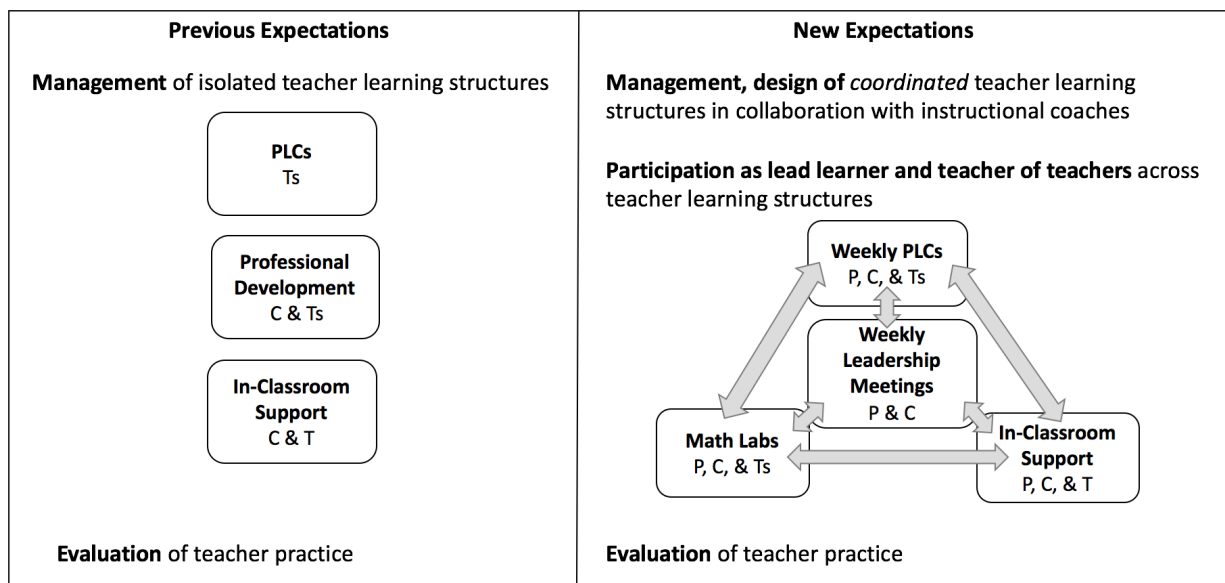 Previous Expectations
Management of isolated teacher learning structures
PLCs
Ts
Professional
Development
C & Ts
In-Classroom
Support
C & T
Evaluation of teacher practice
New Expectations
Management, design of coordinated teacher learning
structures in collaboration with instructional coaches
Participation as lead learner and teacher of teachers across
teacher learning structures
Weekly PLCs
P, C, & Ts
Weekly
Leadership
Meetings
P & C
Math Labs
P, C, & Ts
In-Classroom
Support
P, C, & T
Evaluation of teacher practice